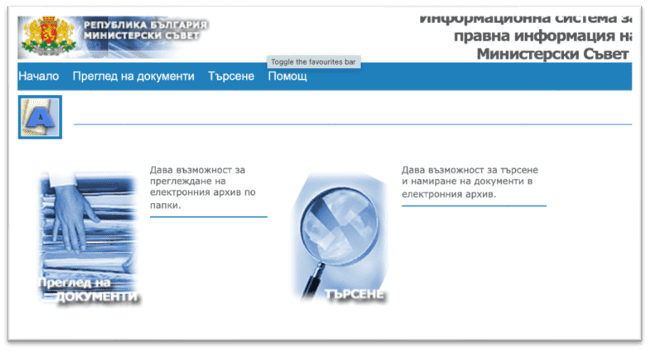 РЕПУБЛИКА БЪЛГАРИЯ
МИНИСТЕРСКИ СЪВЕТ
Информационна система за
правна информация на
Министерски Съвет
Toggle the favourites bar
Начало Преглед на документи Търсене Помощ
A
Дава възможност за
преглеждане на
електронния архив по
папки.
Преглед на
ДОКУМЕНТИ
Дава възможност за търсене
и намиране на документи в
електронния архив.
ТЪРСЕНЕ